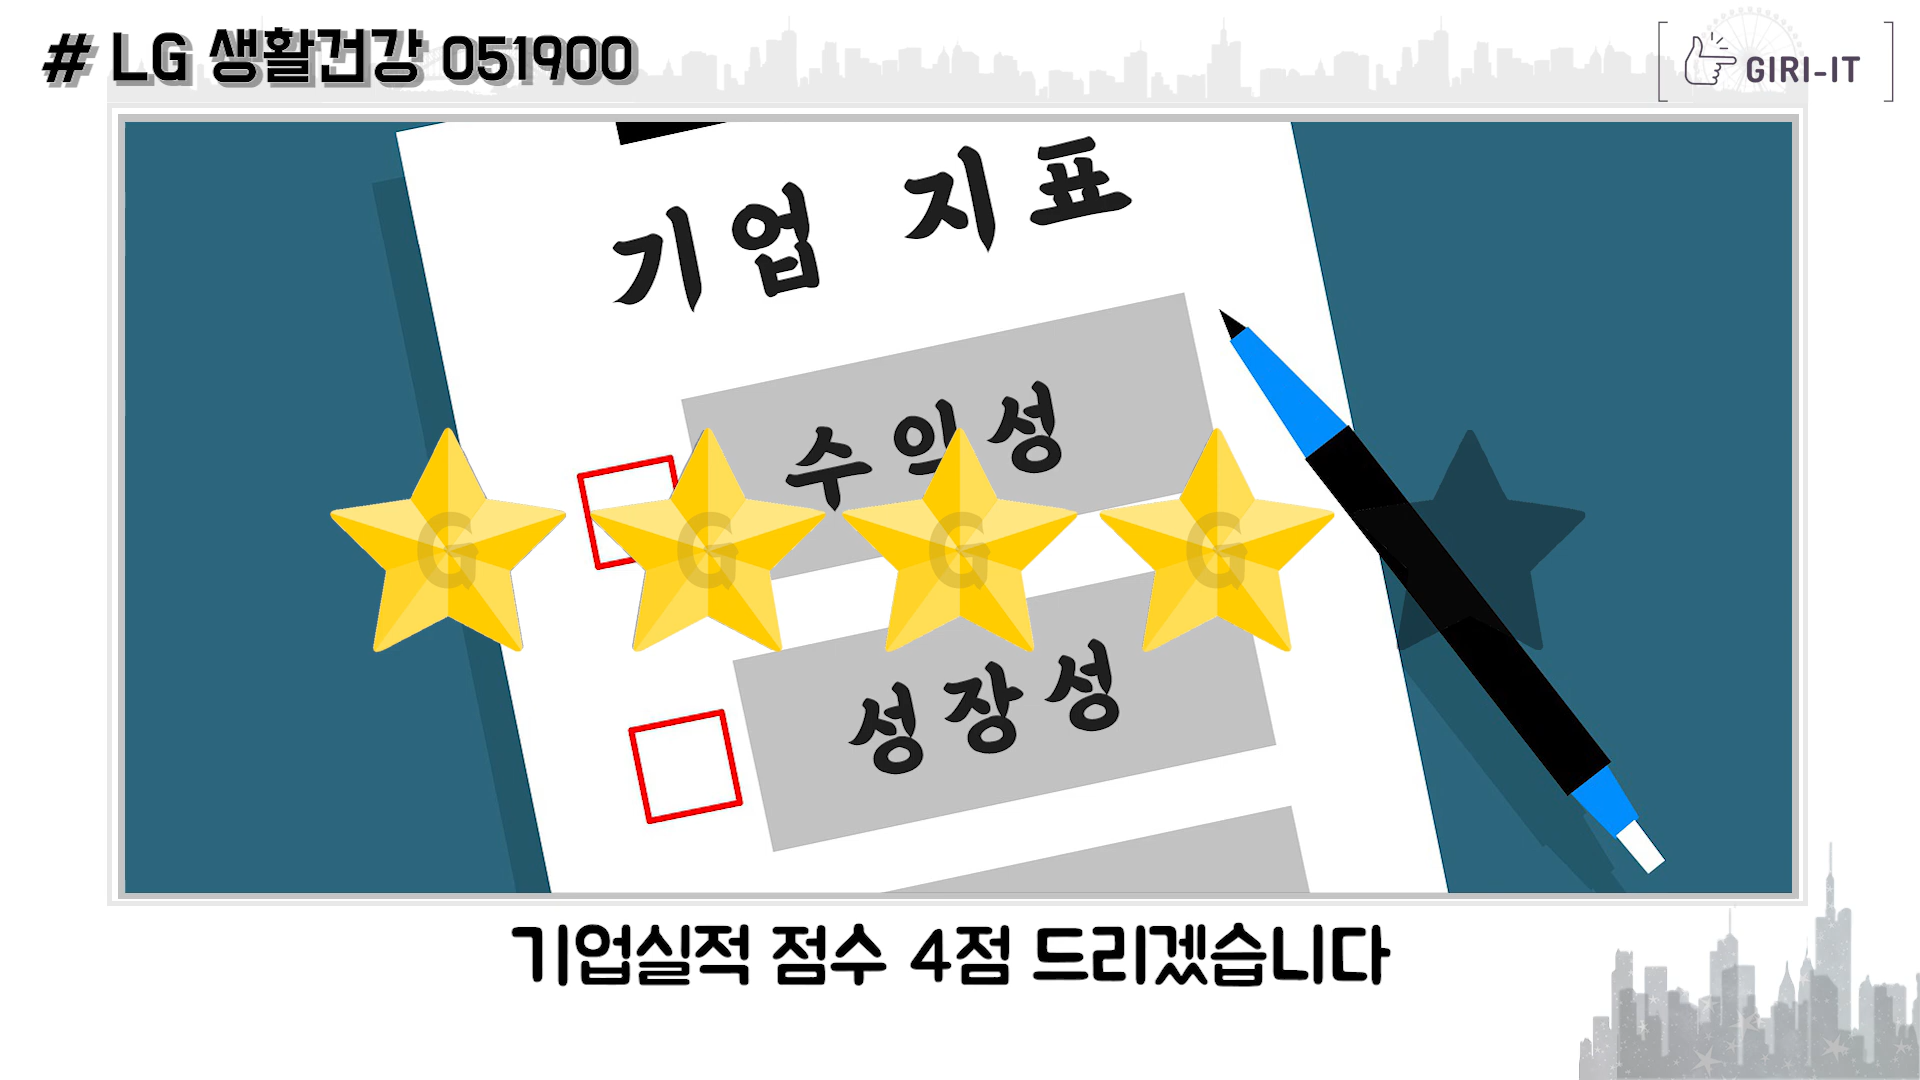 # LG 생활건강 051900
GIRI-IT
기업 지표
수익성
성장성
G G G G
기업실적 점수 4점 드리겠습니다